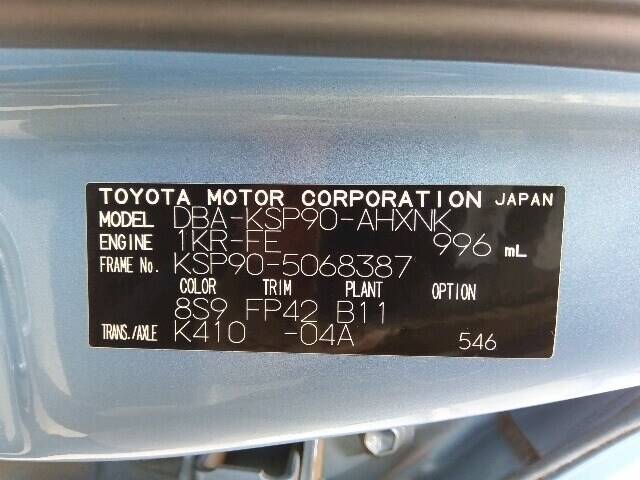 TOYOTA MOTOR CORPORATION JAPAN
MODEL DBA-KSP90-AHXNK
ENGINE 1KR-FE 996 mL
FRAME No. KSP90-5068387
COLOR TRIM PLANT OPTION
8S9 FP42 B11
TRANS./AXLE K410 -04A 546